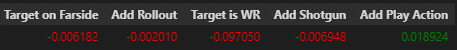 Target on Farside Add Rollout Target is WR Add Shotgun Add Play Action
-0.006182 -0.002010 -0.097050 -0.006948 0.018924